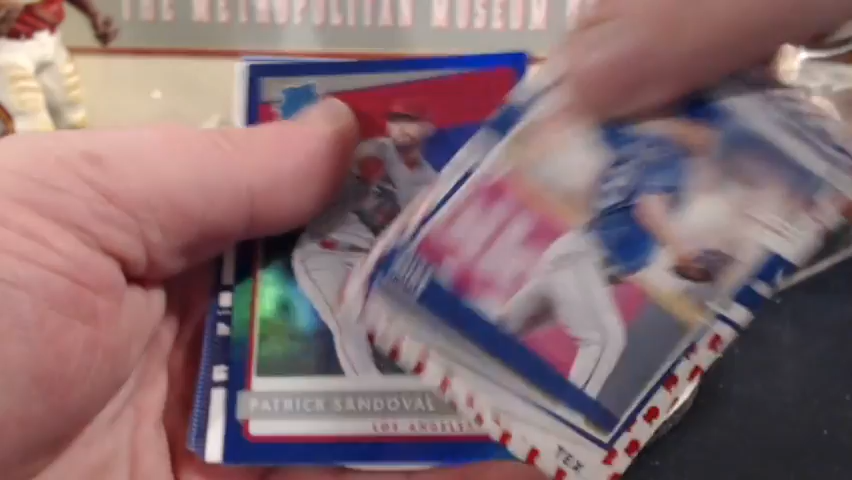 THE METROPOLITAN MUSEUM
PATRICK SANDOVAL
LOS ANGELES
TEX